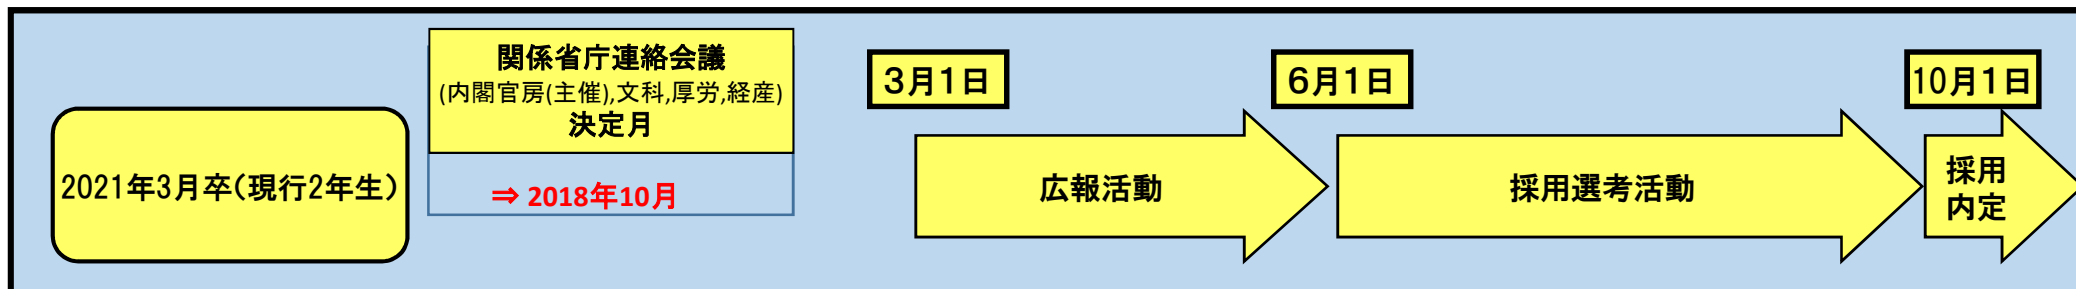 関係省庁連絡会議
(内閣官房(主催),文科,厚労,経産)
決定月
⇒ 2018年10月
2021年3月卒(現行2年生)
3月1日
6月1日
10月1日
広報活動
採用選考活動
採用
内定